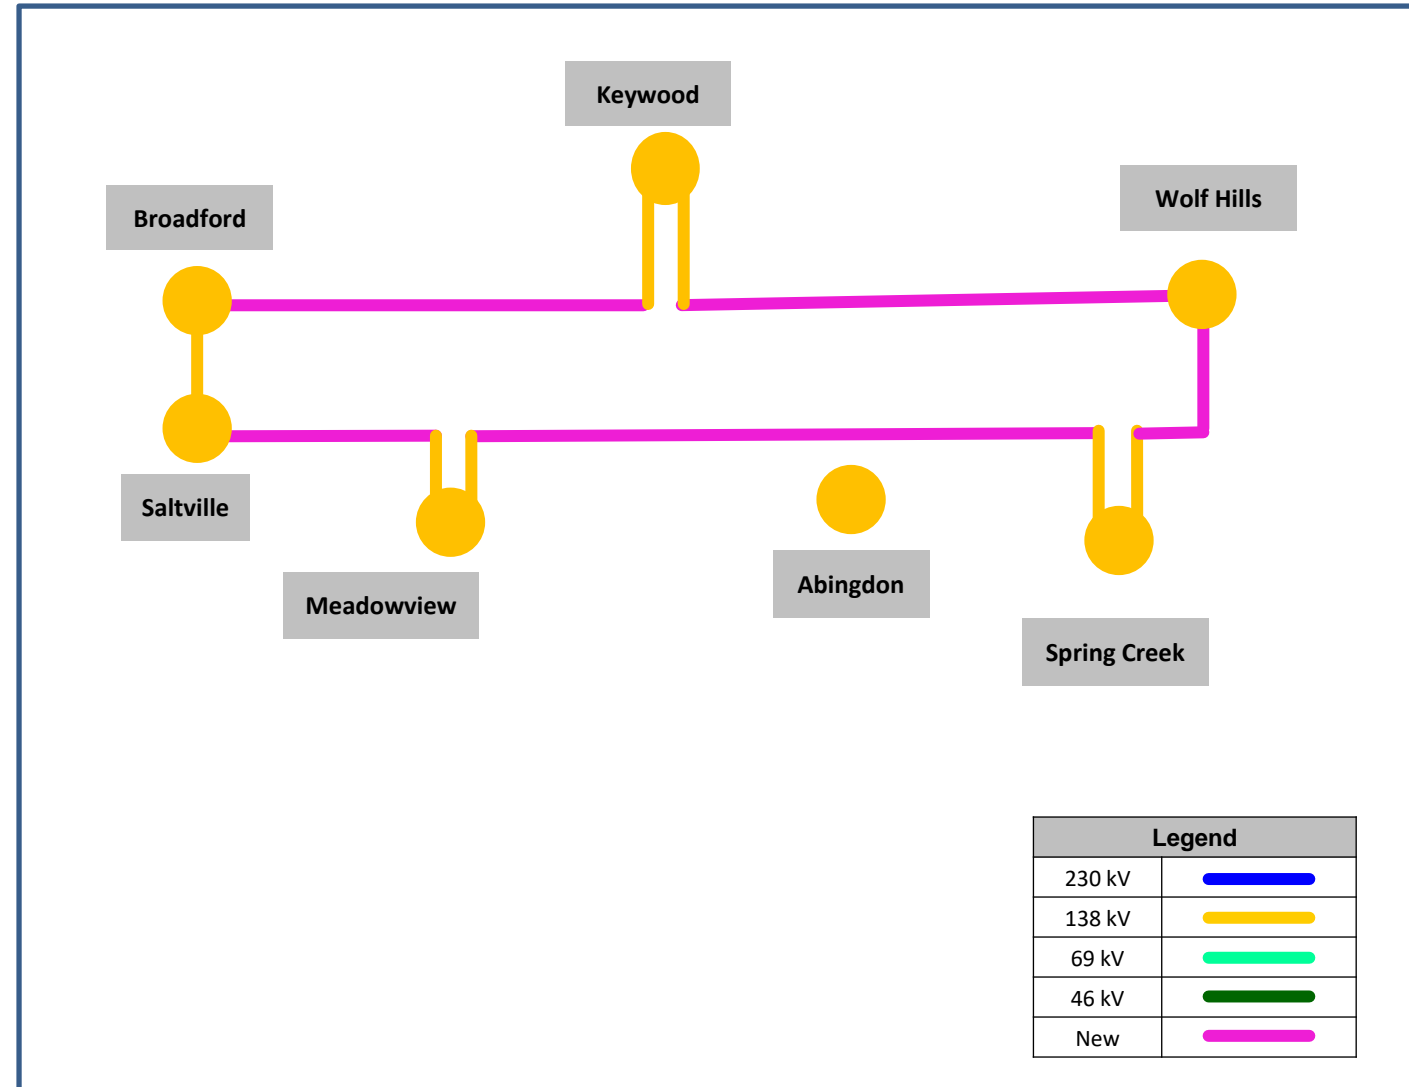 Keywood
Wolf Hills
Broadford
Saltville
Meadowview
Abingdon
Spring Creek
Legend
230 kV
138 kV
69 kV
46 kV
New